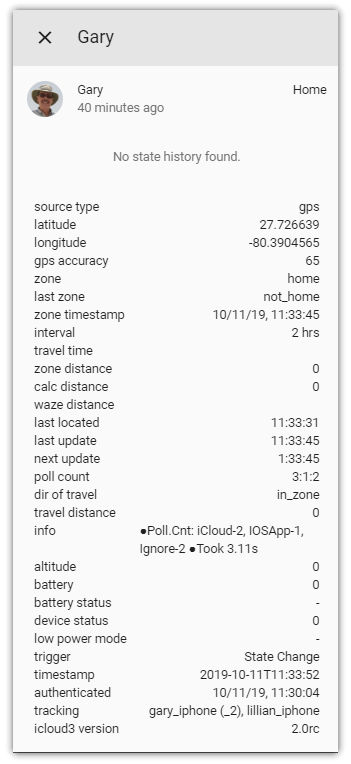 × Gary
Gary Home
40 minutes ago
No state history found.
source type gps
latitude 27.726639
longitude -80.3904565
gps accuracy 65
zone home
last zone not_home
zone timestamp 10/11/19, 11:33:45
interval 2 hrs
travel time
zone distance 0
calc distance 0
waze distance
last located 11:33:31
last update 11:33:45
next update 1:33:45
poll count 3:1:2
dir of travel in_zone
travel distance 0
info ●Poll.Cnt: iCloud-2, IOSApp-1,
Ignore-2 ●Took 3.11s
altitude 0
battery 0
battery status -
device status 0
low power mode -
trigger State Change
timestamp 2019-10-11T11:33:52
authenticated 10/11/19, 11:30:04
tracking gary_iphone (_2), lillian_iphone
icloud3 version 2.0rc